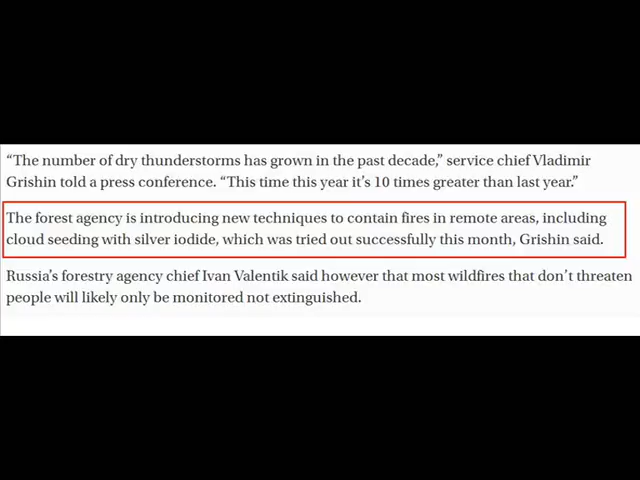 “The number of dry thunderstorms has grown in the past decade,” service chief Vladimir
Grishin told a press conference. “This time this year it’s 10 times greater than last year.”
The forest agency is introducing new techniques to contain fires in remote areas, including
cloud seeding with silver iodide, which was tried out successfully this month, Grishin said.
Russia’s forestry agency chief Ivan Valentik said however that most wildfires that don’t threaten
people will likely only be monitored not extinguished.